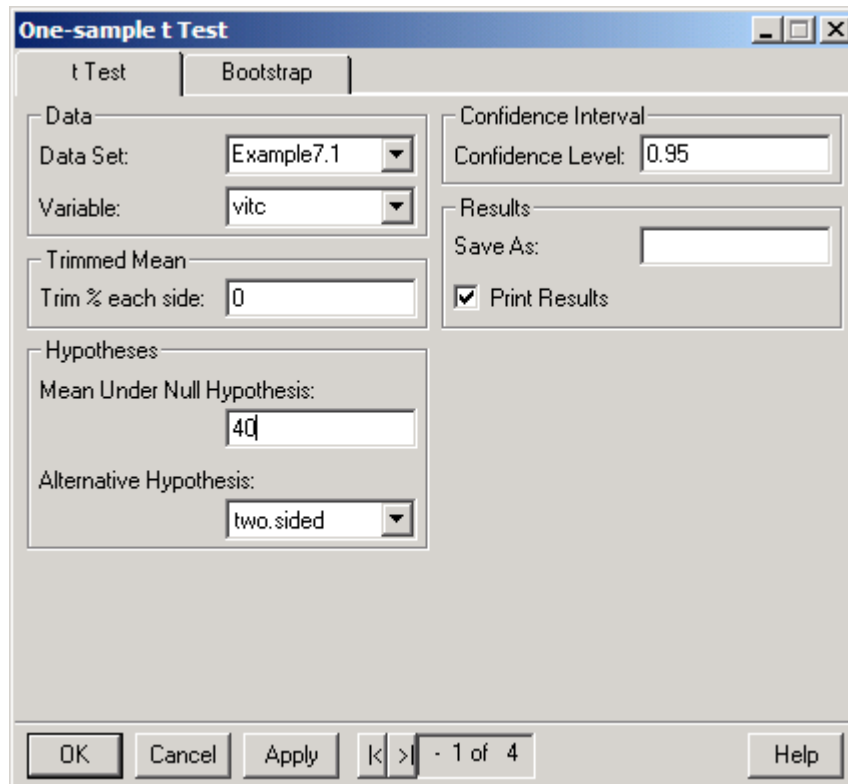 One-sample t Test
t Test
Bootstrap
Data
Data Set:
Example7.1
Variable:
vitc
Trimmed Mean
Trim % each side:
0
Hypotheses
Mean Under Null Hypothesis:
40
Alternative Hypothesis:
two.sided
Confidence Interval
Confidence Level:
0.95
Results
Save As:
Print Results
OK
Cancel
Apply
|<
>|
- 1 of 4
Help